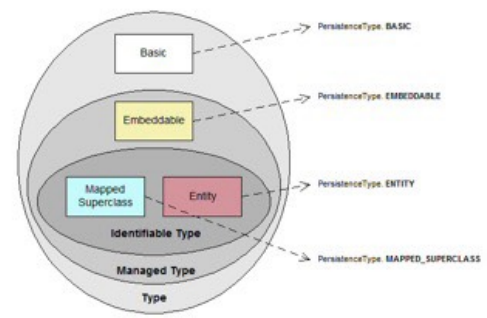 Basic
PersistenceType. BASIC
Embeddable
PersistenceType. EMBEDDABLE
Mapped
Superclass
Entity
PersistenceType. ENTITY
Identifiable Type
PersistenceType. MAPPED_SUPERCLASS
Managed Type
Type